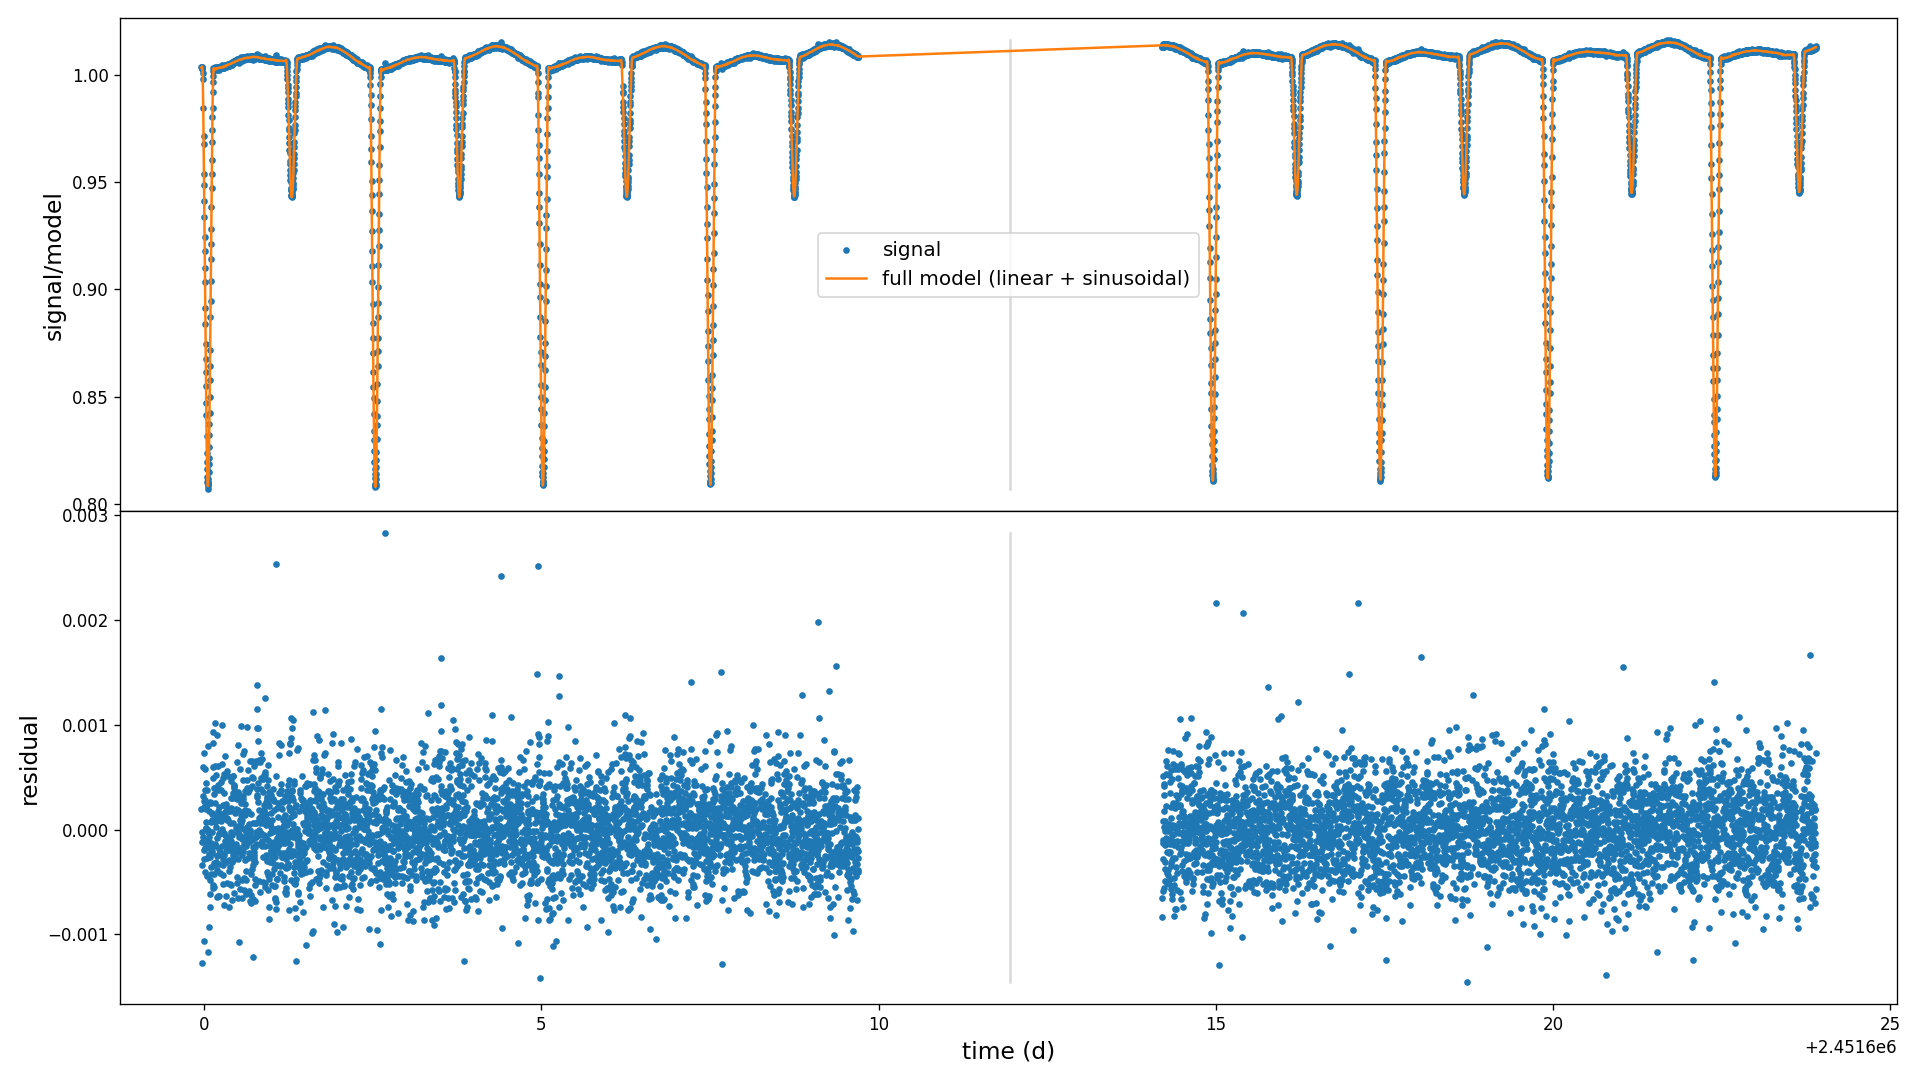 1.00
0.95
0.90
0.85
0.80
signal/model
signal
full model (linear + sinusoidal)
0.003
0.002
0.001
0.000
−0.001
residual
0
5
10
15
20
25
time (d)
+2.4516e6